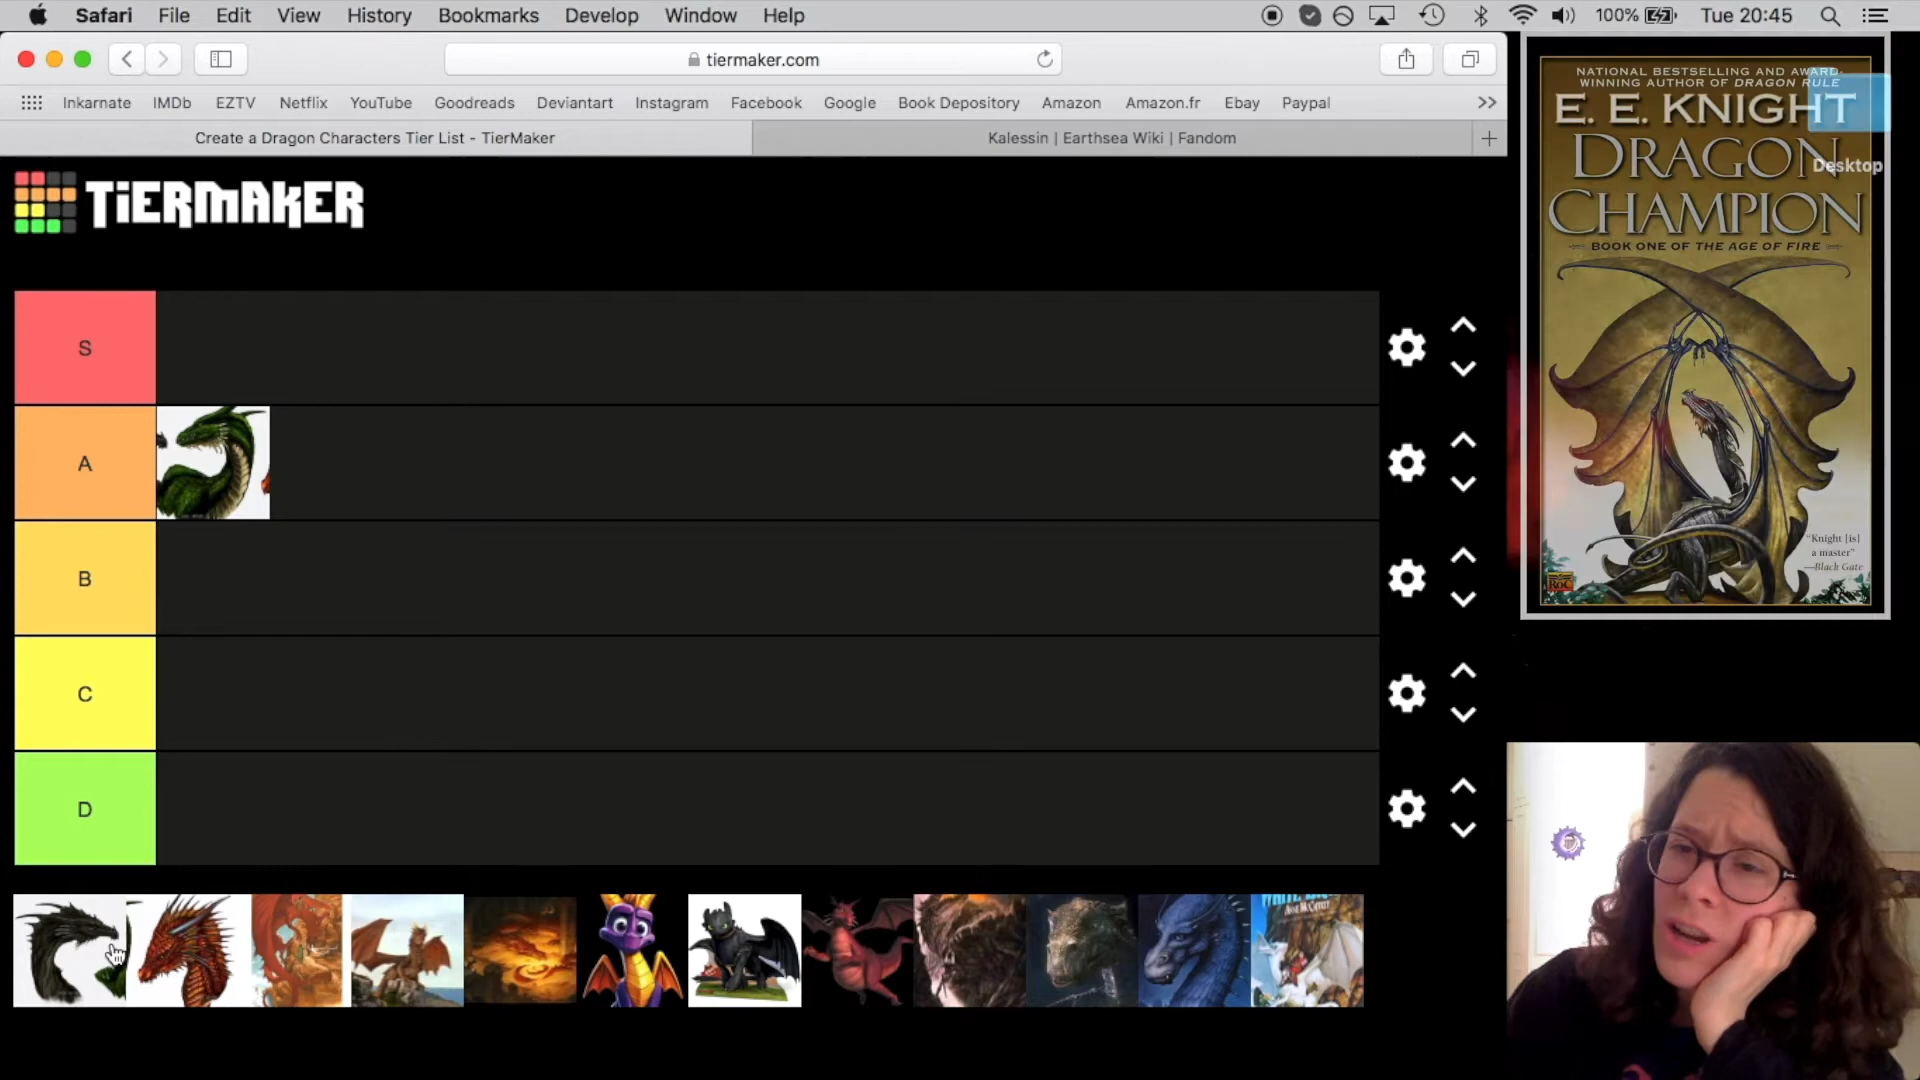 Safari File Edit View History Bookmarks Develop Window Help 100% Tue 20:45
tiermaker.com
Inkarnate IMDb EZTV Netflix YouTube Goodreads Deviantart Instagram Facebook Google Book Depository Amazon Amazon.fr Ebay Paypal >>
Create a Dragon Characters Tier List - TierMaker Kalessin | Earthsea Wiki | Fandom +
TiERMAKER
S
A
B
C
D
NATIONAL BESTSELLING AND AWARD-
WINNING AUTHOR OF DRAGON RULE
E. E. KNIGHT
DRAGON
Desktop
CHAMPION
BOOK ONE OF THE AGE OF FIRE
"Knight [is]
a master"
—Black Gate
ROC